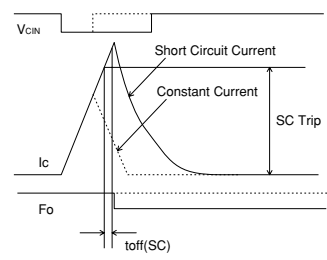 VCIN
Short Circuit Current
Constant Current
SC Trip
Ic
Fo
toff(SC)